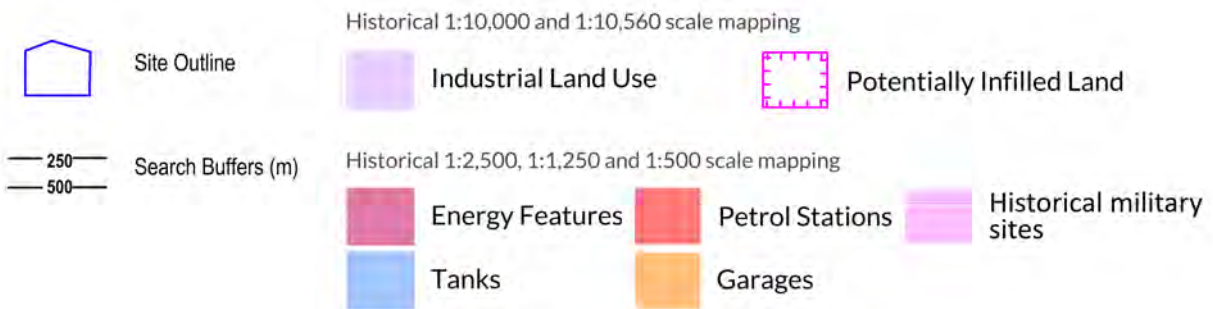 Historical 1:10,000 and 1:10,560 scale mapping
Site Outline
Industrial Land Use
Potentially Infilled Land
250
500
Search Buffers (m)
Historical 1:2,500, 1:1,250 and 1:500 scale mapping
Energy Features
Petrol Stations
Historical military
sites
Tanks
Garages